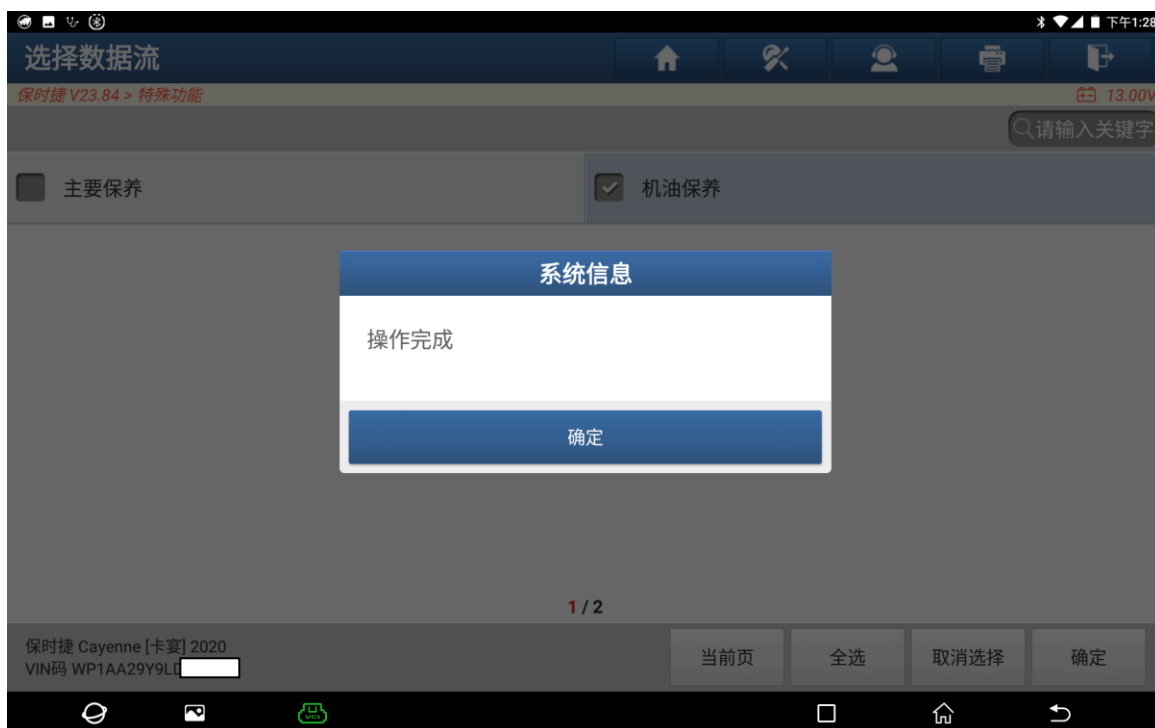 下午1:28
选择数据流
保时捷 V23.84 > 特殊功能
13.00V
请输入关键字
主要保养
机油保养
系统信息
操作完成
确定
1 / 2
保时捷 Cayenne [卡宴] 2020
VIN码 WP1AA29Y9LD
当前页
全选
取消选择
确定
VCI